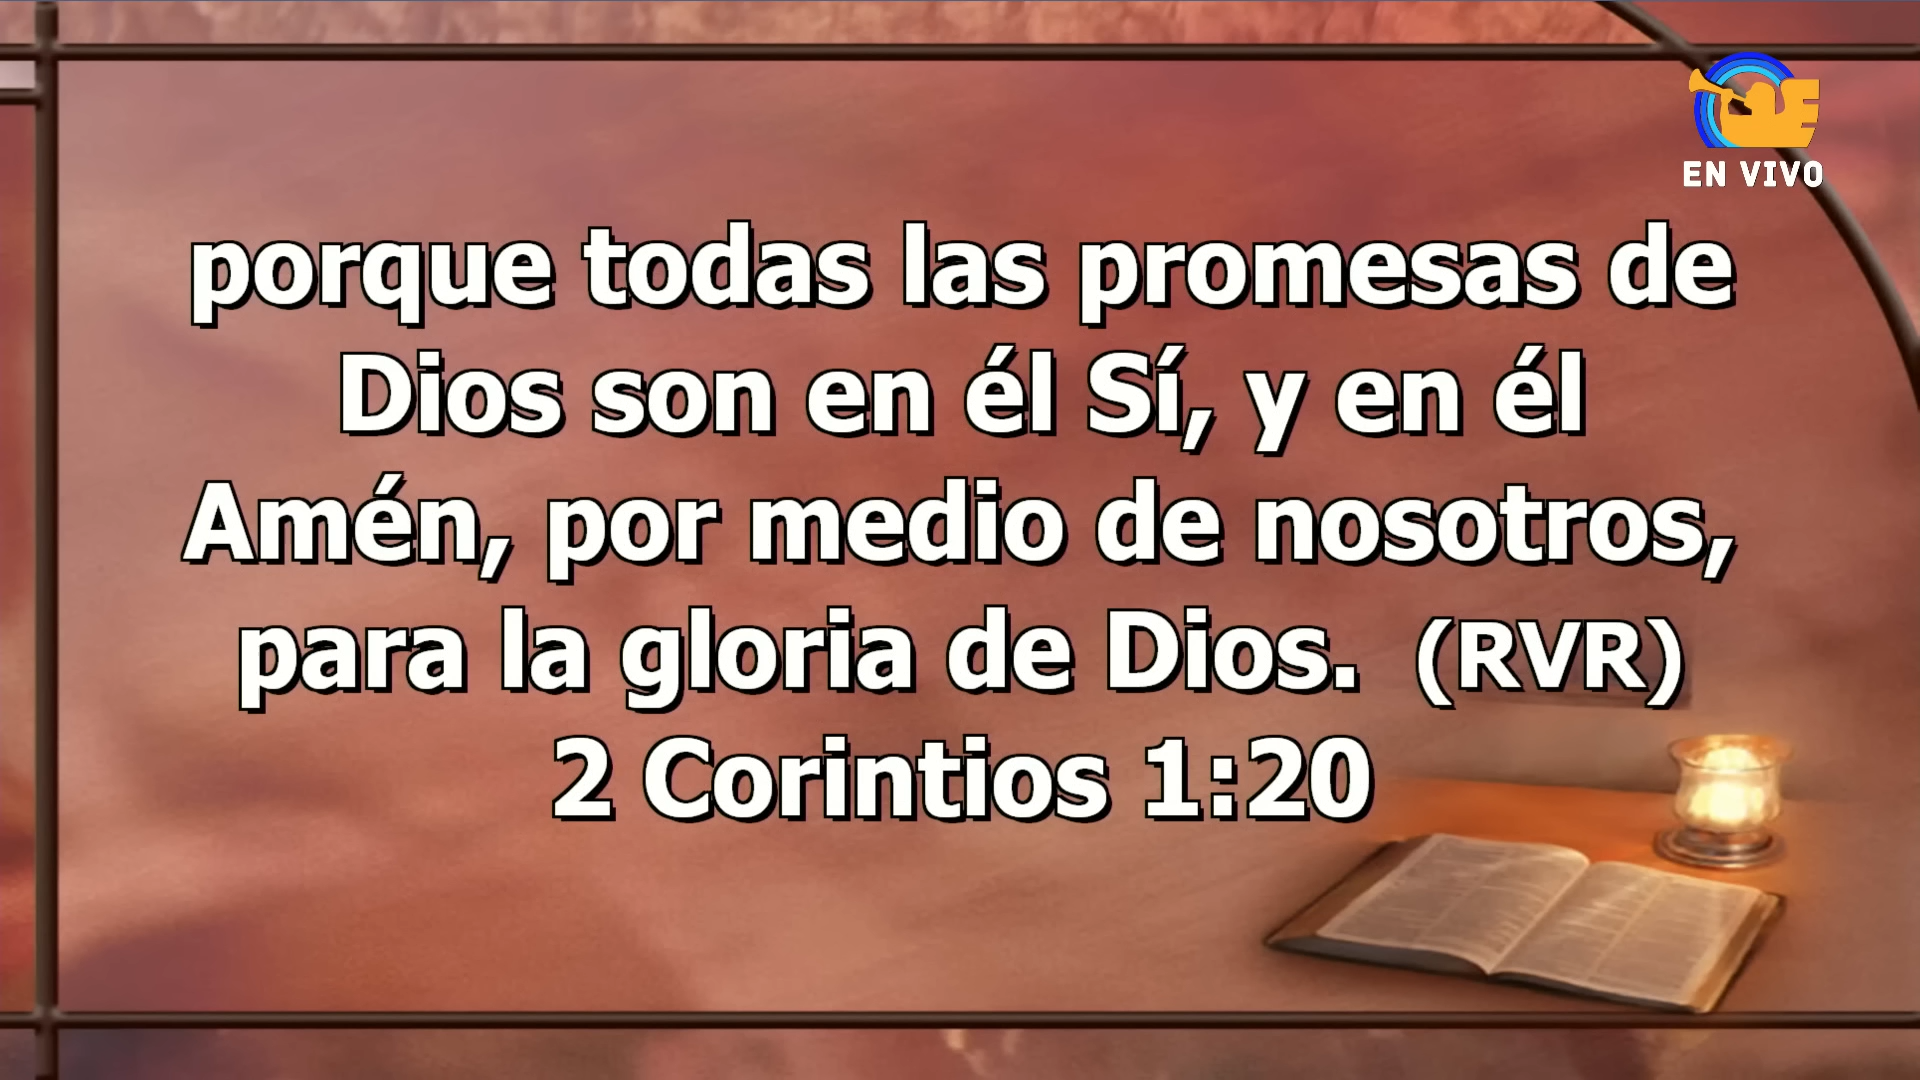 EN VIVO
porque todas las promesas de
Dios son en él Sí, y en él
Amén, por medio de nosotros,
para la gloria de Dios. (RVR)
2 Corintios 1:20